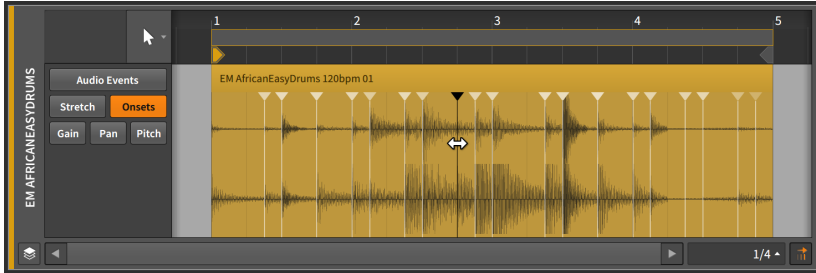 1 2 3 4 5
EM AFRICANEASYDRUMS
Audio Events
Stretch Onsets
Gain Pan Pitch
EM AfricanEasyDrums 120bpm 01
1/4